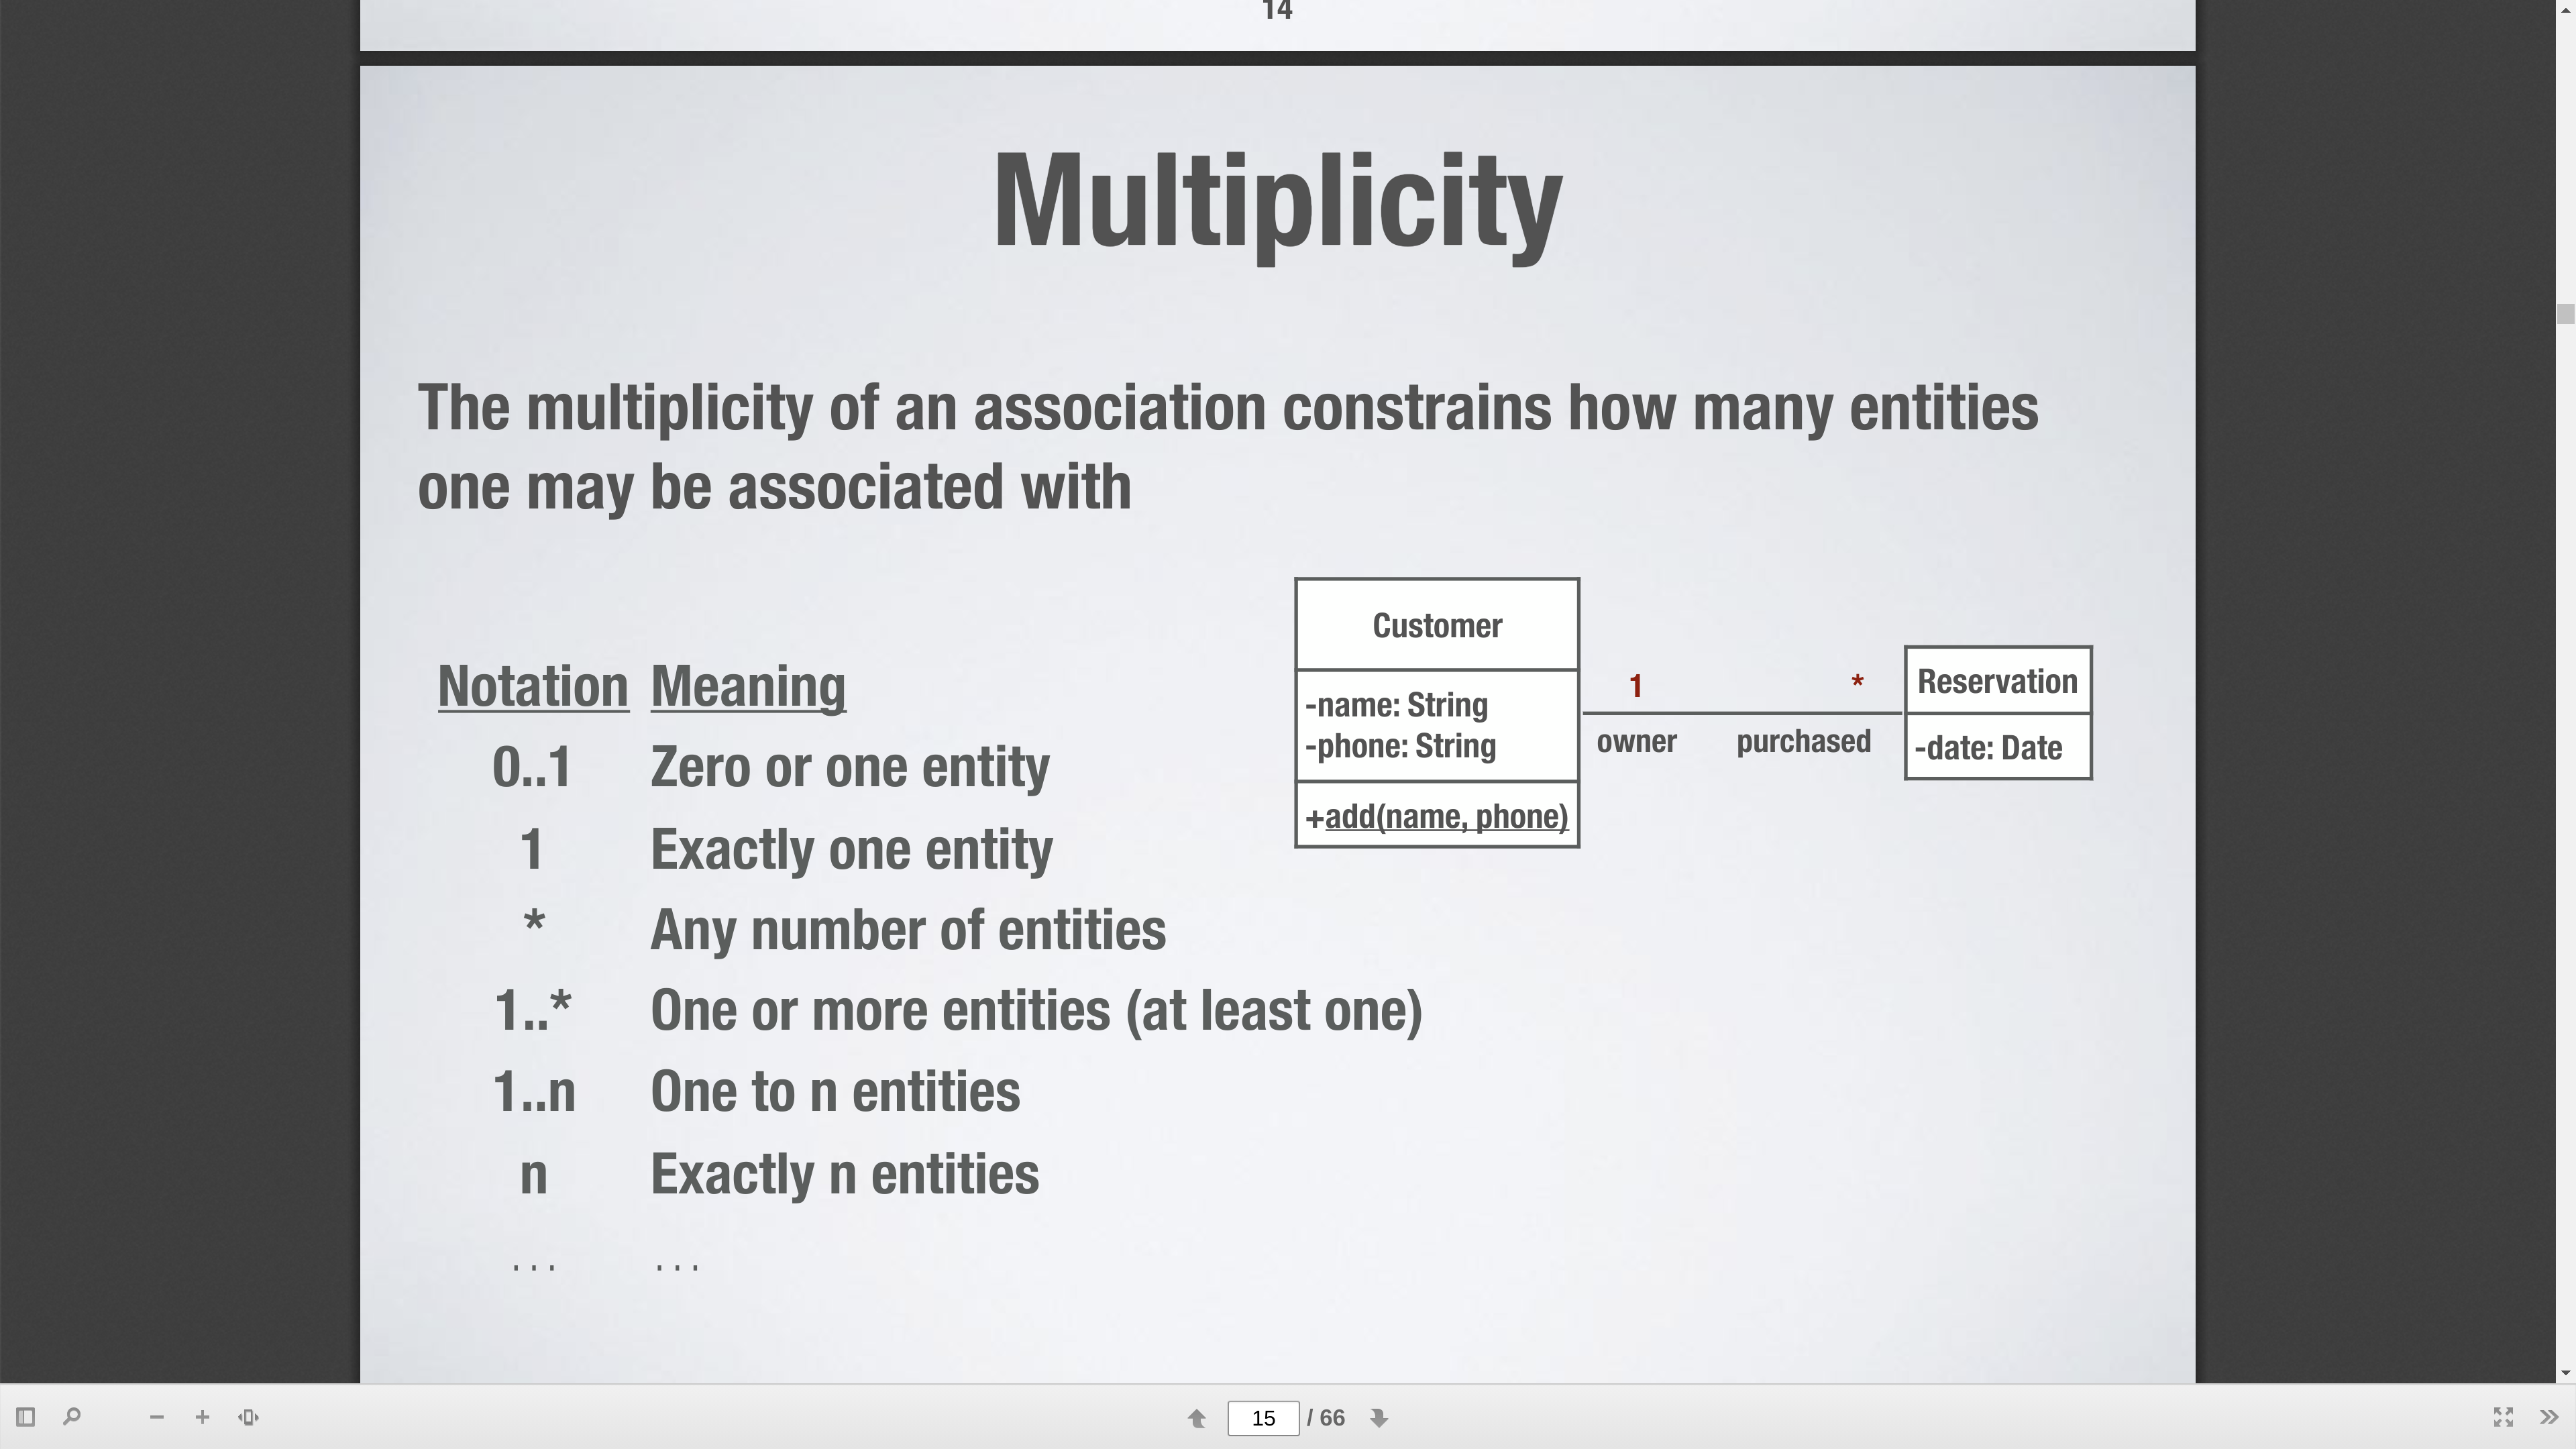 14
Multiplicity
The multiplicity of an association constrains how many entities
one may be associated with
Notation Meaning
0..1 Zero or one entity
1 Exactly one entity
* Any number of entities
1..* One or more entities (at least one)
1..n One to n entities
n Exactly n entities
... ...
Customer
-name: String
-phone: String
+add(name, phone)
1 *
owner purchased
Reservation
-date: Date
15 / 66